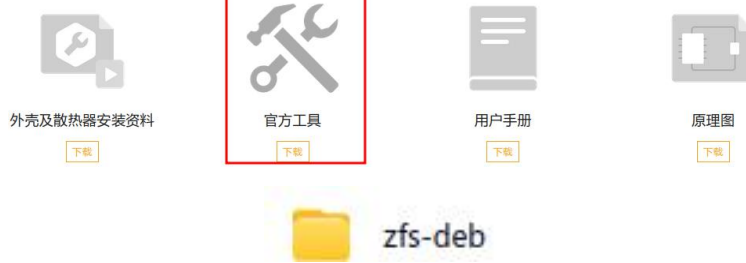 外壳及散热器安装资料
官方工具
用户手册
原理图
下载
下载
下载
下载
zfs-deb